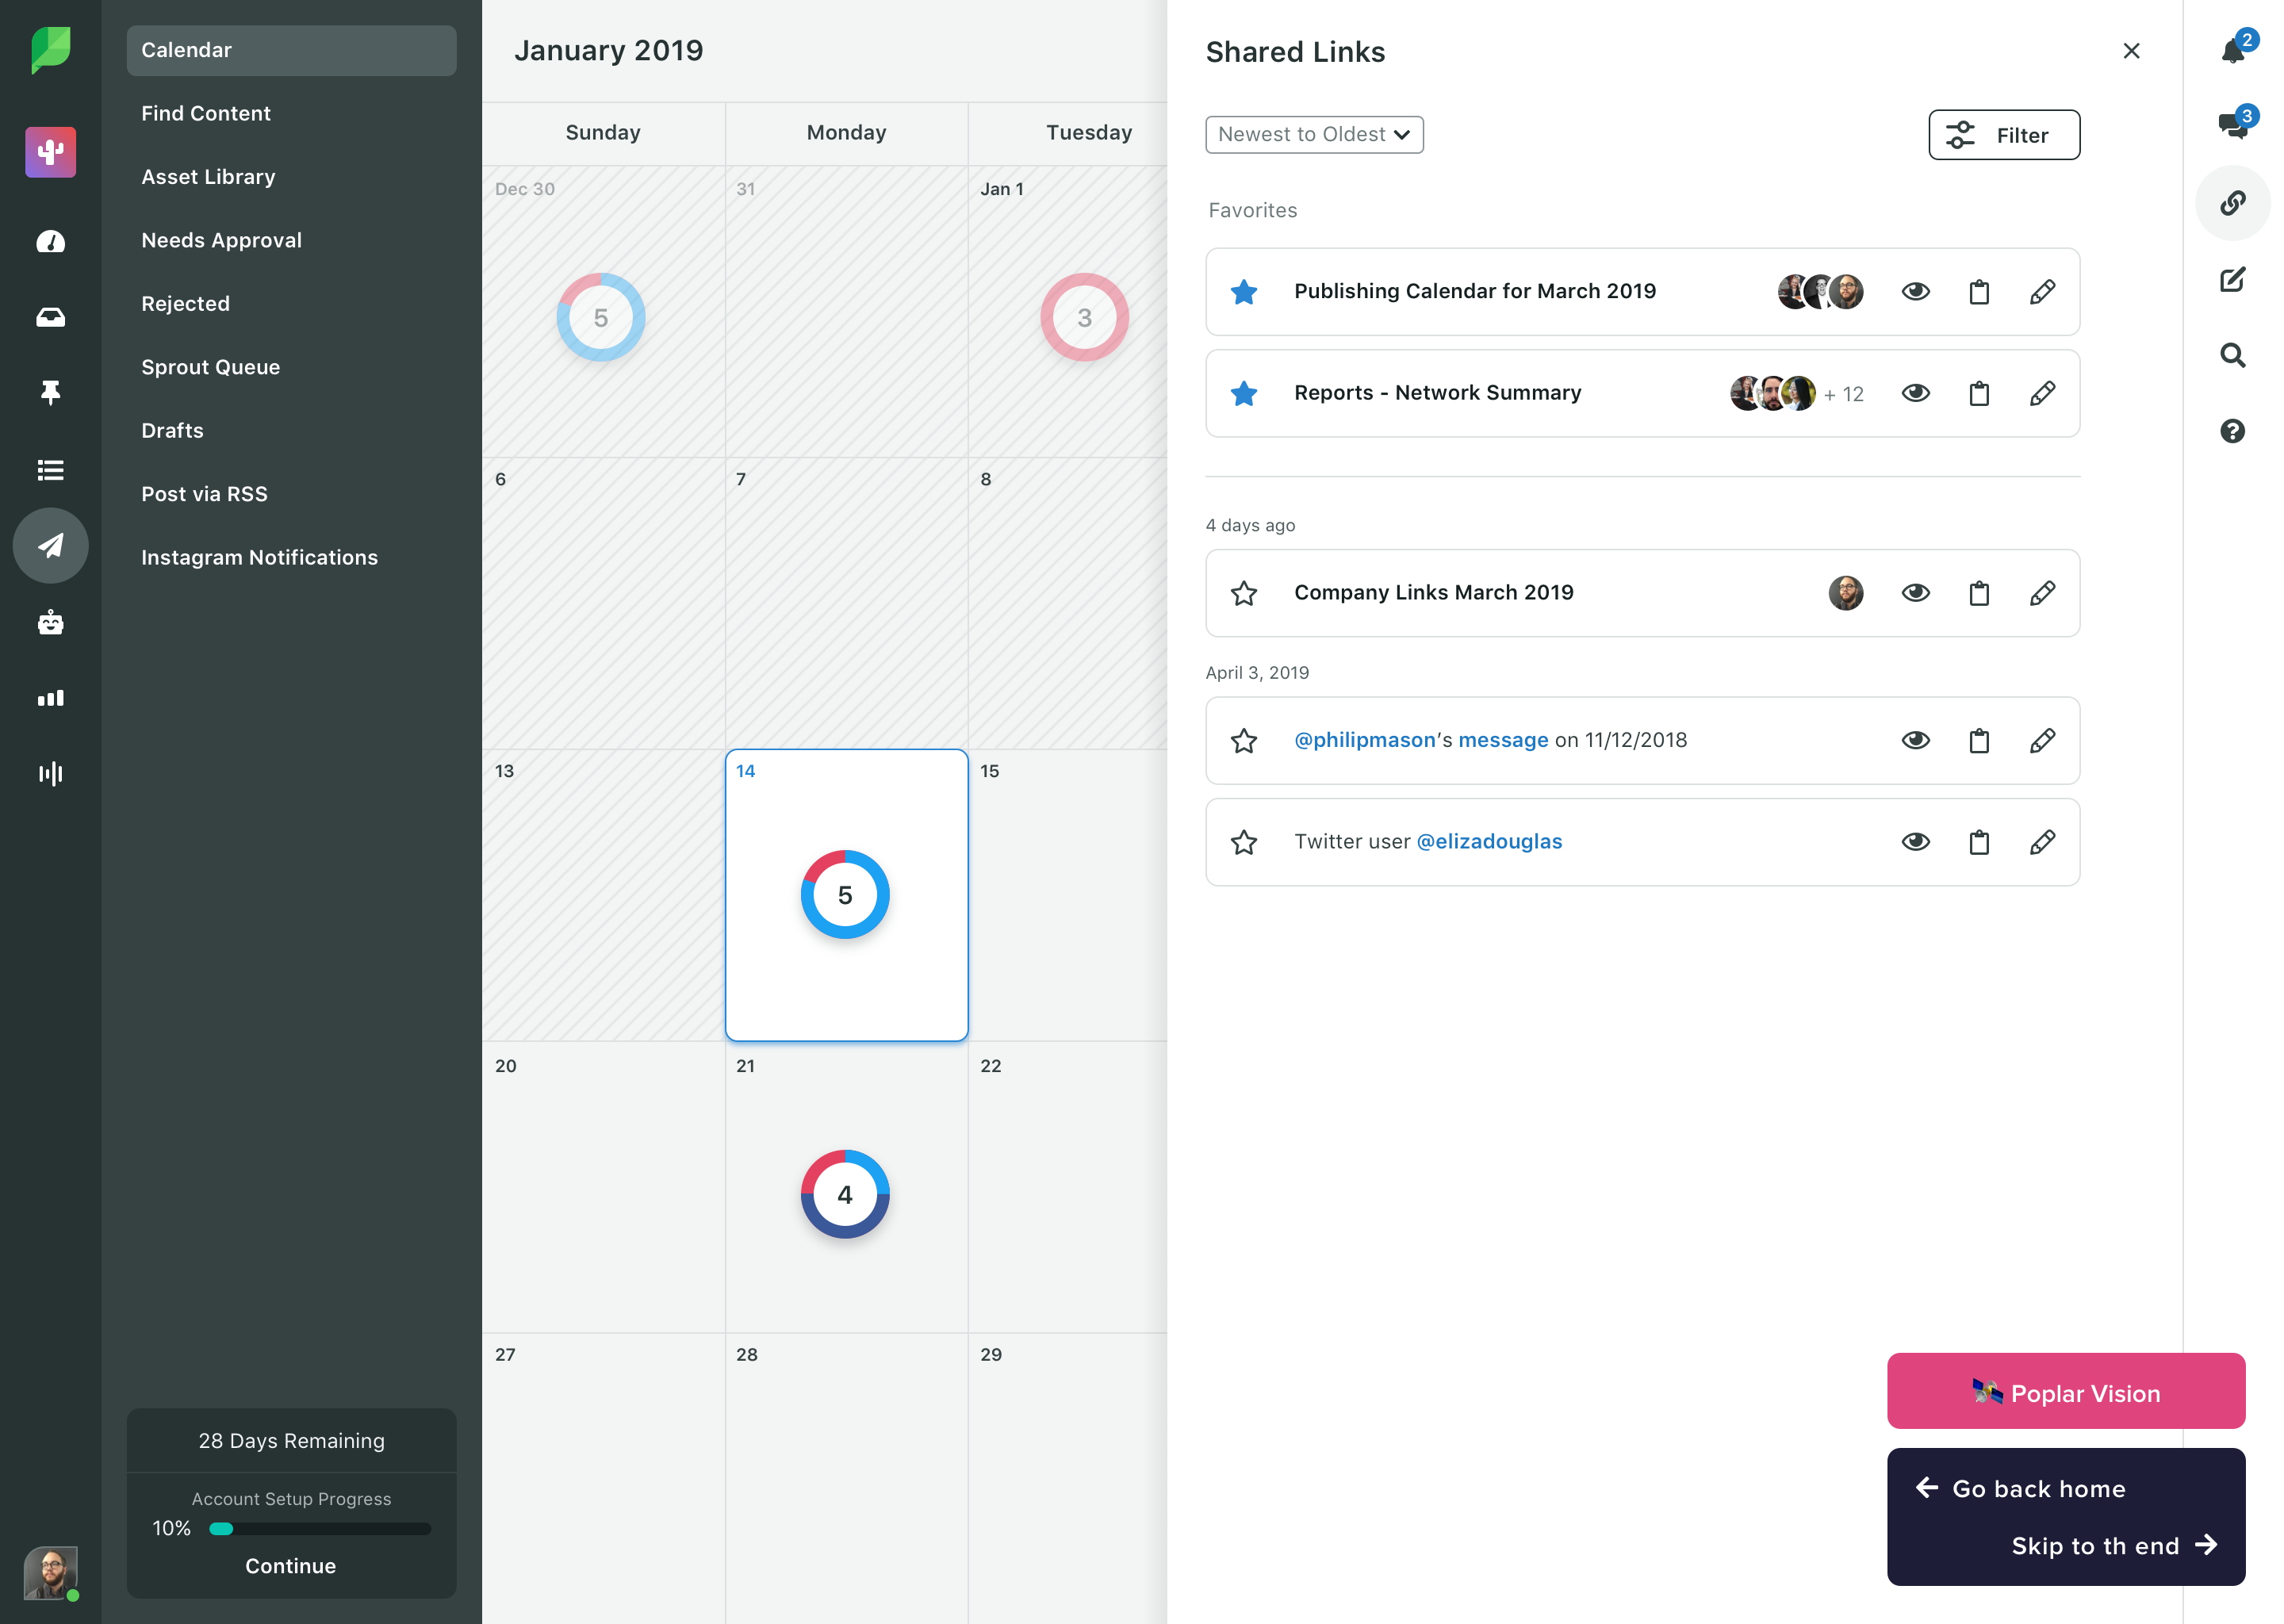 Calendar
Find Content
Asset Library
Needs Approval
Rejected
Sprout Queue
Drafts
Post via RSS
Instagram Notifications
28 Days Remaining
Account Setup Progress
10%
Continue
January 2019
Sunday Monday Tuesday
Dec 30 31 Jan 1
5 3
6 7 8
13 14 15
5
20 21 22
4
27 28 29
Shared Links
Newest to Oldest
Filter
Favorites
Publishing Calendar for March 2019
Reports - Network Summary + 12
4 days ago
Company Links March 2019
April 3, 2019
@philipmason’s message on 11/12/2018
Twitter user @elizadouglas
2
3
Poplar Vision
Go back home
Skip to th end